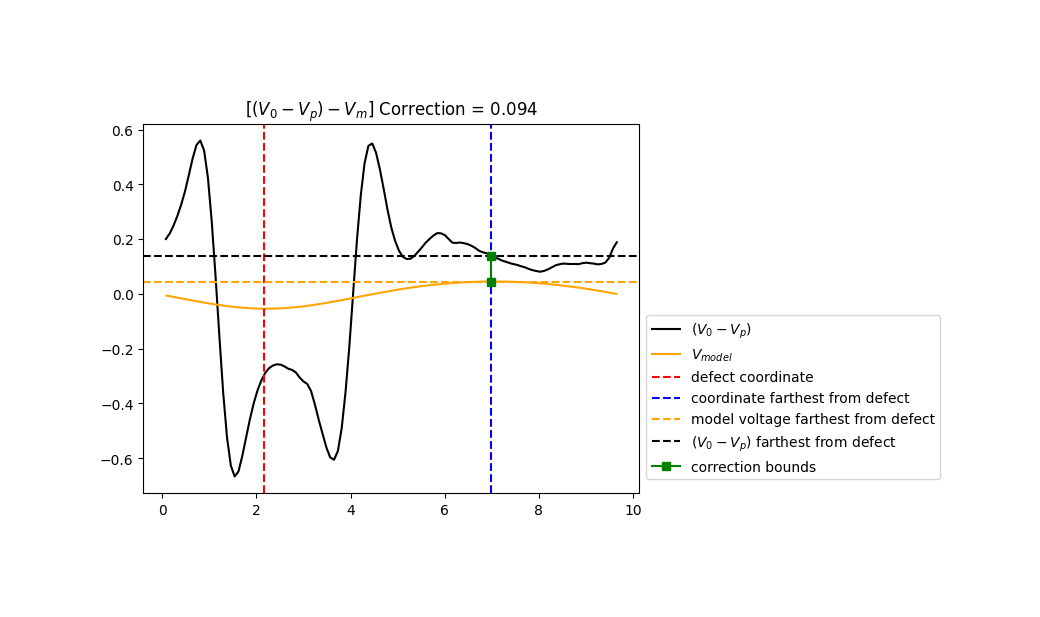 [(V₀ − Vₚ) − Vₘ] Correction = 0.094
0.6
0.4
0.2
0.0
−0.2
−0.4
−0.6
0 2 4 6 8 10
(V₀ − Vₚ)
V_model
defect coordinate
coordinate farthest from defect
model voltage farthest from defect
(V₀ − Vₚ) farthest from defect
correction bounds